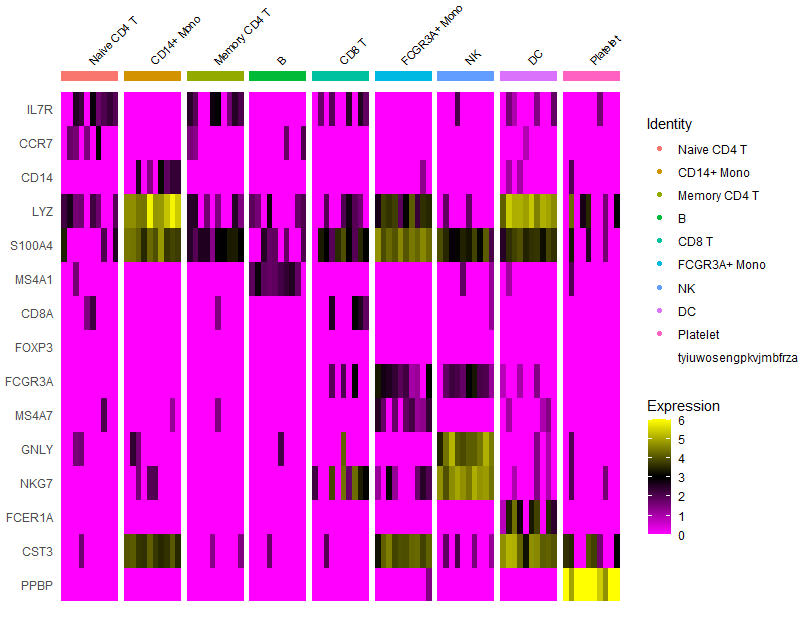 Naive CD4 T
CD14+ Mono
Memory CD4 T
B
CD8 T
FCGR3A+ Mono
NK
DC
Platelet
IL7R
CCR7
CD14
LYZ
S100A4
MS4A1
CD8A
FOXP3
FCGR3A
MS4A7
GNLY
NKG7
FCER1A
CST3
PPBP
Identity
Naive CD4 T
CD14+ Mono
Memory CD4 T
B
CD8 T
FCGR3A+ Mono
NK
DC
Platelet
tyiuwosengpkvjmbfrza
Expression
6
5
4
3
2
1
0